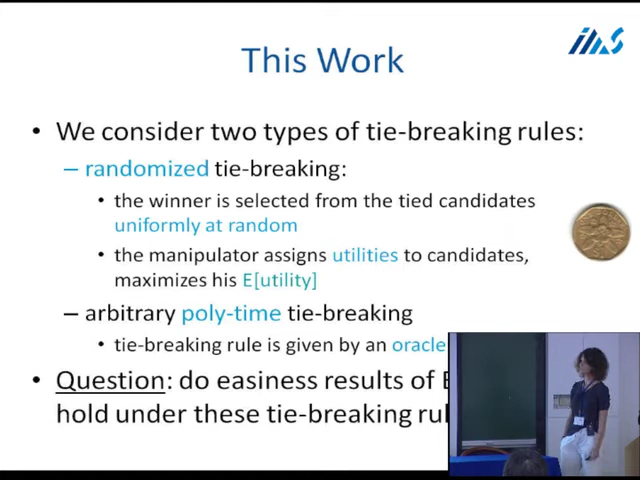 This Work
• We consider two types of tie-breaking rules:
– randomized tie-breaking:
• the winner is selected from the tied candidates
uniformly at random
• the manipulator assigns utilities to candidates,
maximizes his E[utility]
– arbitrary poly-time tie-breaking
• tie-breaking rule is given by an oracle
• Question: do easiness results of
hold under these tie-breaking